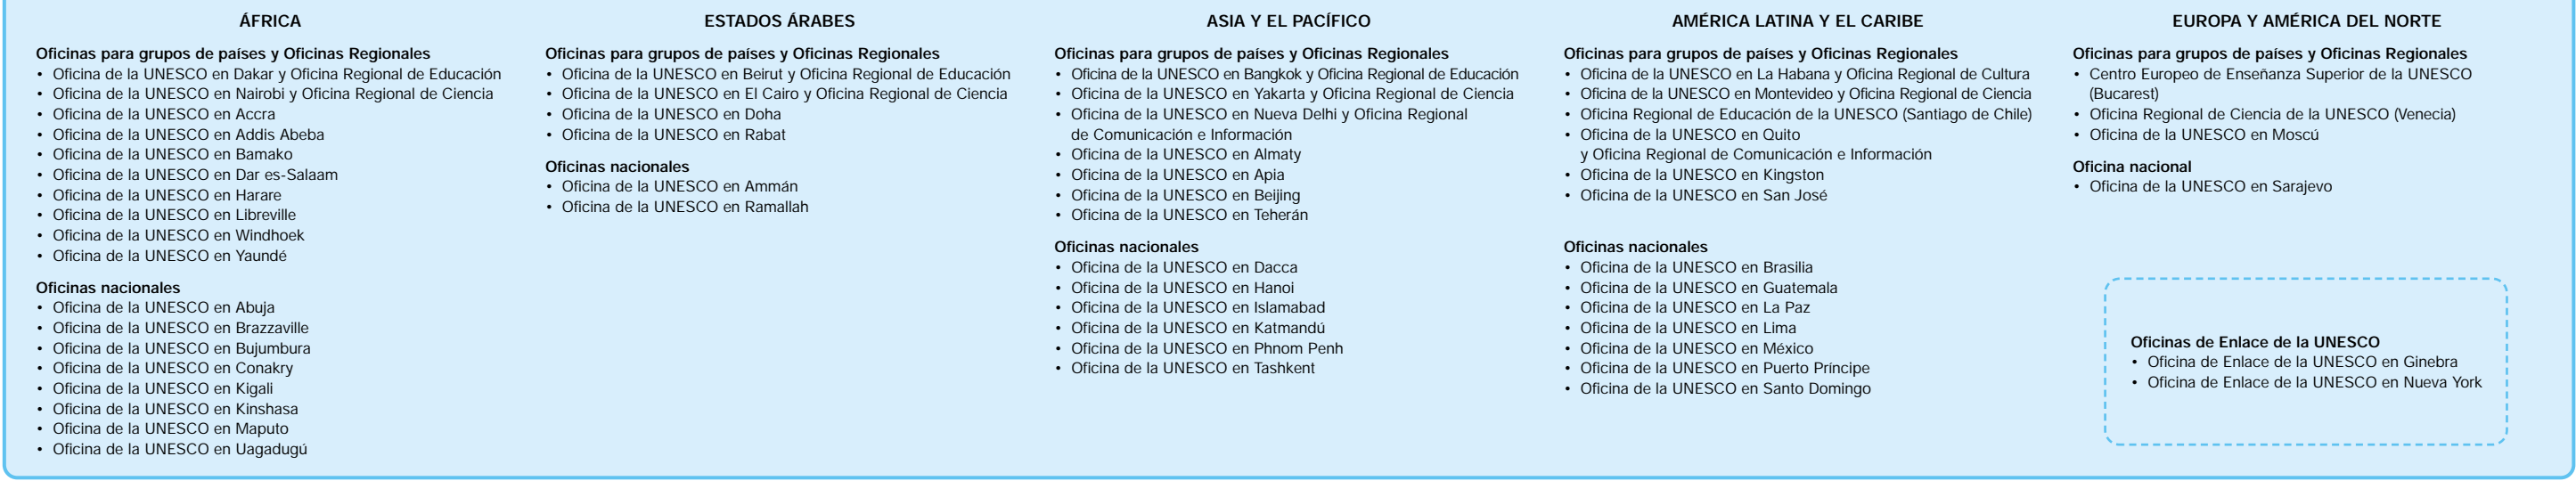 ÁFRICA
Oficinas para grupos de países y Oficinas Regionales
• Oficina de la UNESCO en Dakar y Oficina Regional de Educación
• Oficina de la UNESCO en Nairobi y Oficina Regional de Ciencia
• Oficina de la UNESCO en Accra
• Oficina de la UNESCO en Addis Abeba
• Oficina de la UNESCO en Bamako
• Oficina de la UNESCO en Dar es-Salaam
• Oficina de la UNESCO en Harare
• Oficina de la UNESCO en Libreville
• Oficina de la UNESCO en Windhoek
• Oficina de la UNESCO en Yaundé
Oficinas nacionales
• Oficina de la UNESCO en Abuja
• Oficina de la UNESCO en Brazzaville
• Oficina de la UNESCO en Bujumbura
• Oficina de la UNESCO en Conakry
• Oficina de la UNESCO en Kigali
• Oficina de la UNESCO en Kinshasa
• Oficina de la UNESCO en Maputo
• Oficina de la UNESCO en Uagadugú
ESTADOS ÁRABES
Oficinas para grupos de países y Oficinas Regionales
• Oficina de la UNESCO en Beirut y Oficina Regional de Educación
• Oficina de la UNESCO en El Cairo y Oficina Regional de Ciencia
• Oficina de la UNESCO en Doha
• Oficina de la UNESCO en Rabat
Oficinas nacionales
• Oficina de la UNESCO en Ammán
• Oficina de la UNESCO en Ramallah
ASIA Y EL PACÍFICO
Oficinas para grupos de países y Oficinas Regionales
• Oficina de la UNESCO en Bangkok y Oficina Regional de Educación
• Oficina de la UNESCO en Yakarta y Oficina Regional de Ciencia
• Oficina de la UNESCO en Nueva Delhi y Oficina Regional
de Comunicación e Información
• Oficina de la UNESCO en Almaty
• Oficina de la UNESCO en Apia
• Oficina de la UNESCO en Beijing
• Oficina de la UNESCO en Teherán
Oficinas nacionales
• Oficina de la UNESCO en Dacca
• Oficina de la UNESCO en Hanoi
• Oficina de la UNESCO en Islamabad
• Oficina de la UNESCO en Katmandú
• Oficina de la UNESCO en Phnom Penh
• Oficina de la UNESCO en Tashkent
AMÉRICA LATINA Y EL CARIBE
Oficinas para grupos de países y Oficinas Regionales
• Oficina de la UNESCO en La Habana y Oficina Regional de Cultura
• Oficina de la UNESCO en Montevideo y Oficina Regional de Ciencia
• Oficina Regional de Educación de la UNESCO (Santiago de Chile)
• Oficina de la UNESCO en Quito
y Oficina Regional de Comunicación e Información
• Oficina de la UNESCO en Kingston
• Oficina de la UNESCO en San José
Oficinas nacionales
• Oficina de la UNESCO en Brasilia
• Oficina de la UNESCO en Guatemala
• Oficina de la UNESCO en La Paz
• Oficina de la UNESCO en Lima
• Oficina de la UNESCO en México
• Oficina de la UNESCO en Puerto Príncipe
• Oficina de la UNESCO en Santo Domingo
EUROPA Y AMÉRICA DEL NORTE
Oficinas para grupos de países y Oficinas Regionales
• Centro Europeo de Enseñanza Superior de la UNESCO
(Bucarest)
• Oficina Regional de Ciencia de la UNESCO (Venecia)
• Oficina de la UNESCO en Moscú
Oficina nacional
• Oficina de la UNESCO en Sarajevo
Oficinas de Enlace de la UNESCO
• Oficina de Enlace de la UNESCO en Ginebra
• Oficina de Enlace de la UNESCO en Nueva York